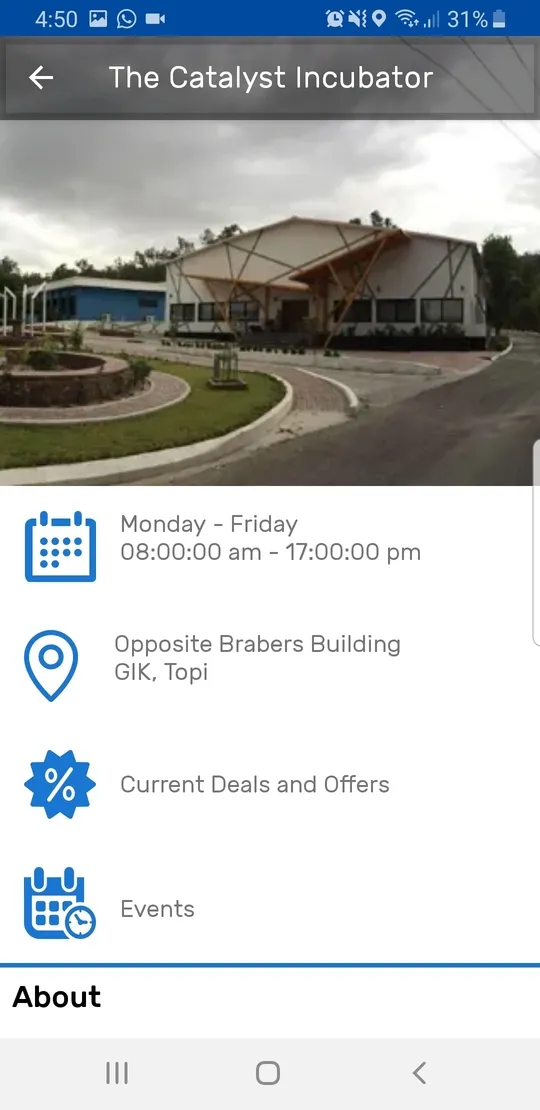 4:50
31%
The Catalyst Incubator
Monday - Friday
08:00:00 am - 17:00:00 pm
Opposite Brabers Building
GIK, Topi
%
Current Deals and Offers
Events
About